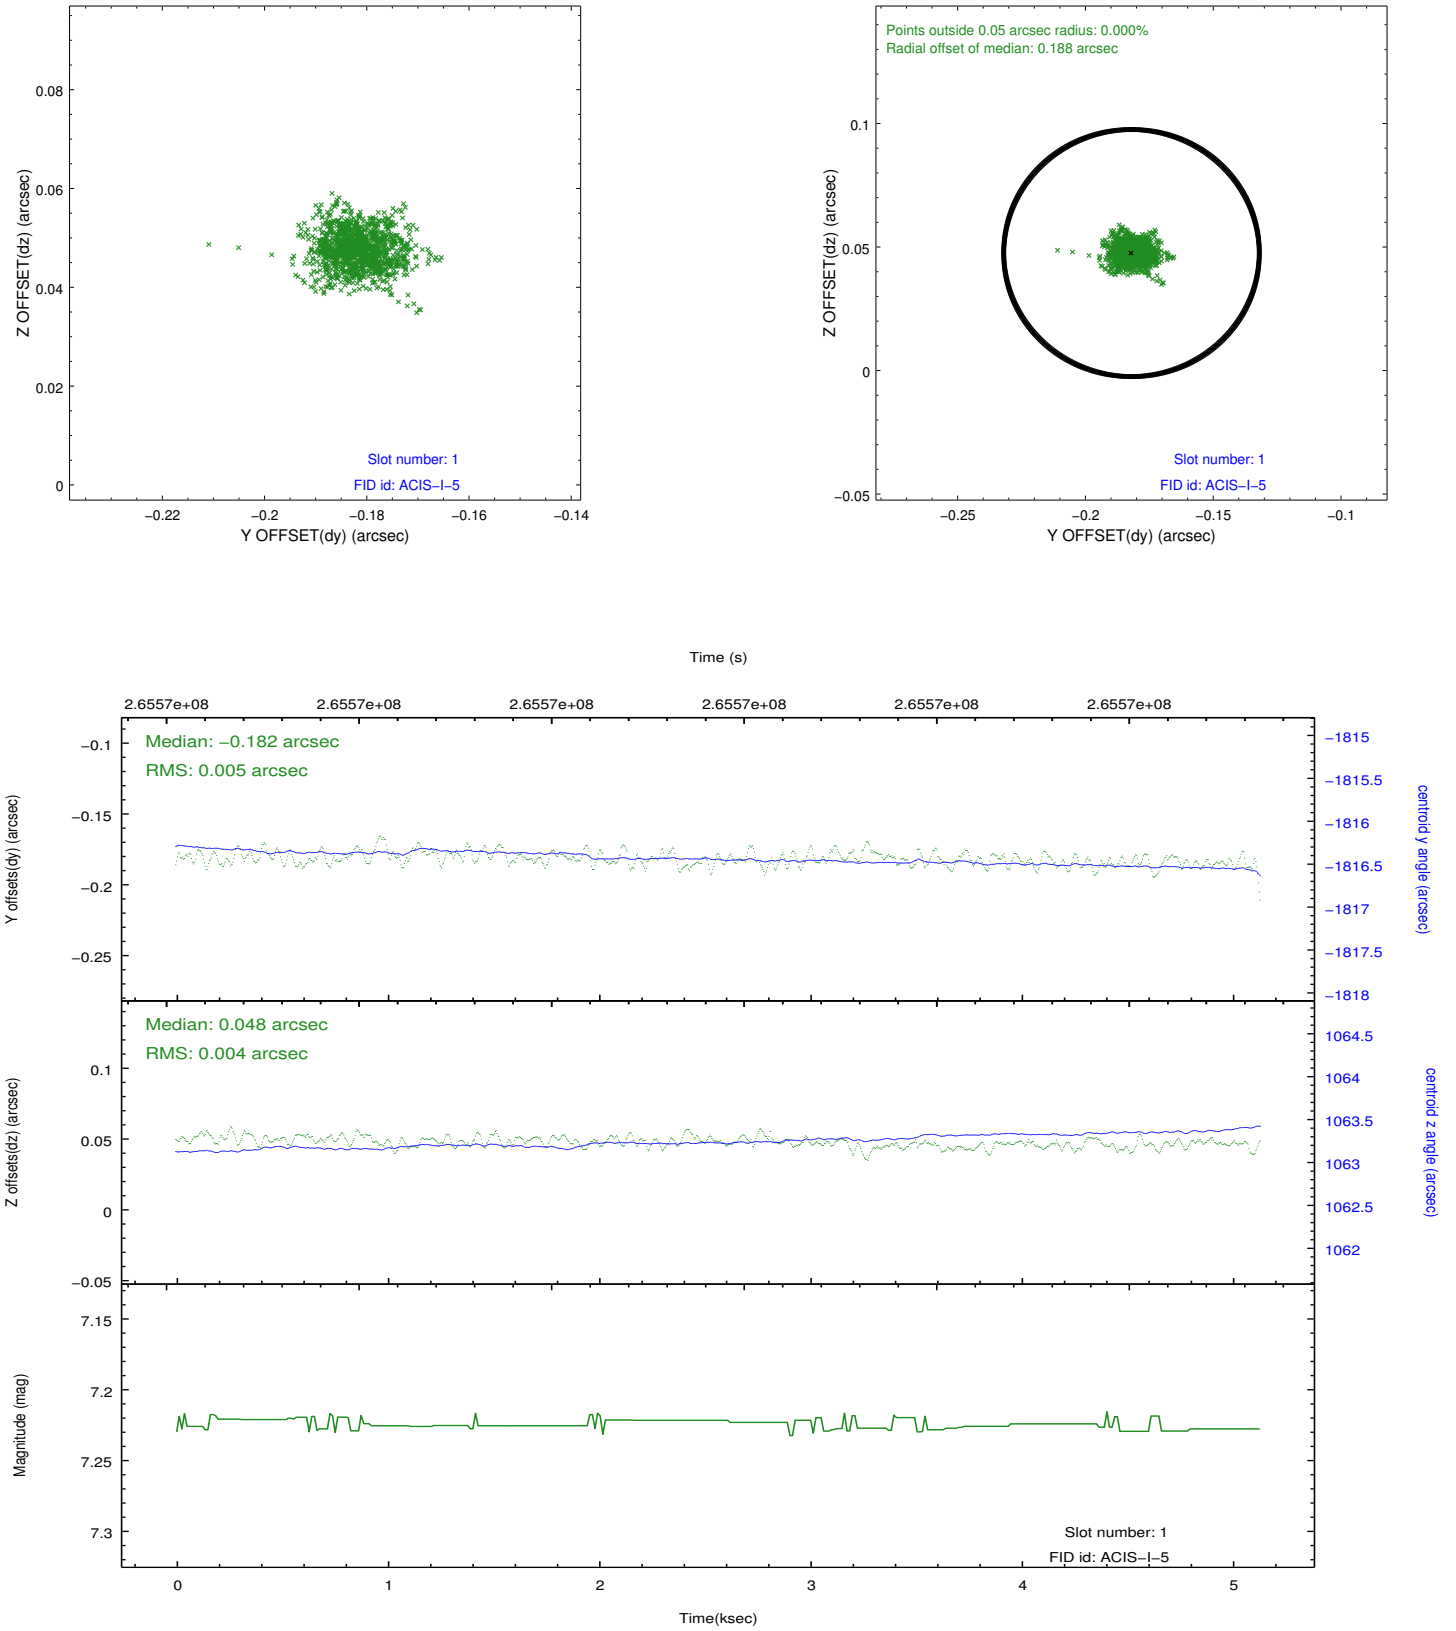 0.08
0.06
0.04
0.02
0
Z OFFSET(dz) (arcsec)
Slot number: 1
FID id: ACIS−I−5
−0.22
−0.2
−0.18
−0.16
−0.14
Y OFFSET(dy) (arcsec)
Points outside 0.05 arcsec radius: 0.000%
Radial offset of median: 0.188 arcsec
0.1
0.05
0
−0.05
Z OFFSET(dz) (arcsec)
Slot number: 1
FID id: ACIS−I−5
−0.25
−0.2
−0.15
−0.1
Y OFFSET(dy) (arcsec)
Time (s)
2.6557e+08
2.6557e+08
2.6557e+08
2.6557e+08
2.6557e+08
2.6557e+08
Median: −0.182 arcsec
RMS: 0.005 arcsec
−0.1
−0.15
−0.2
−0.25
Y offsets(dy) (arcsec)
−1815
−1815.5
−1816
−1816.5
−1817
−1817.5
−1818
centroid y angle (arcsec)
Median: 0.048 arcsec
RMS: 0.004 arcsec
0.1
0.05
0
−0.05
Z offsets(dz) (arcsec)
1064.5
1064
1063.5
1063
1062.5
1062
centroid z angle (arcsec)
7.15
7.2
7.25
7.3
Magnitude (mag)
Slot number: 1
FID id: ACIS−I−5
0
1
2
3
4
5
Time(ksec)